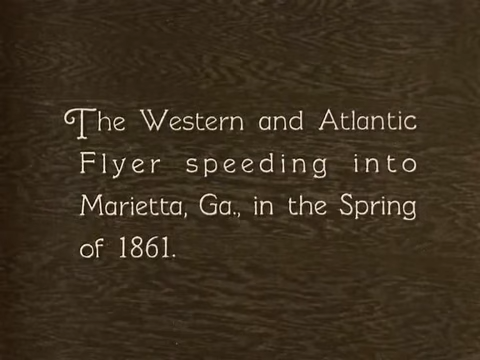 The Western and Atlantic
Flyer speeding into
Marietta, Ga., in the Spring
of 1861.